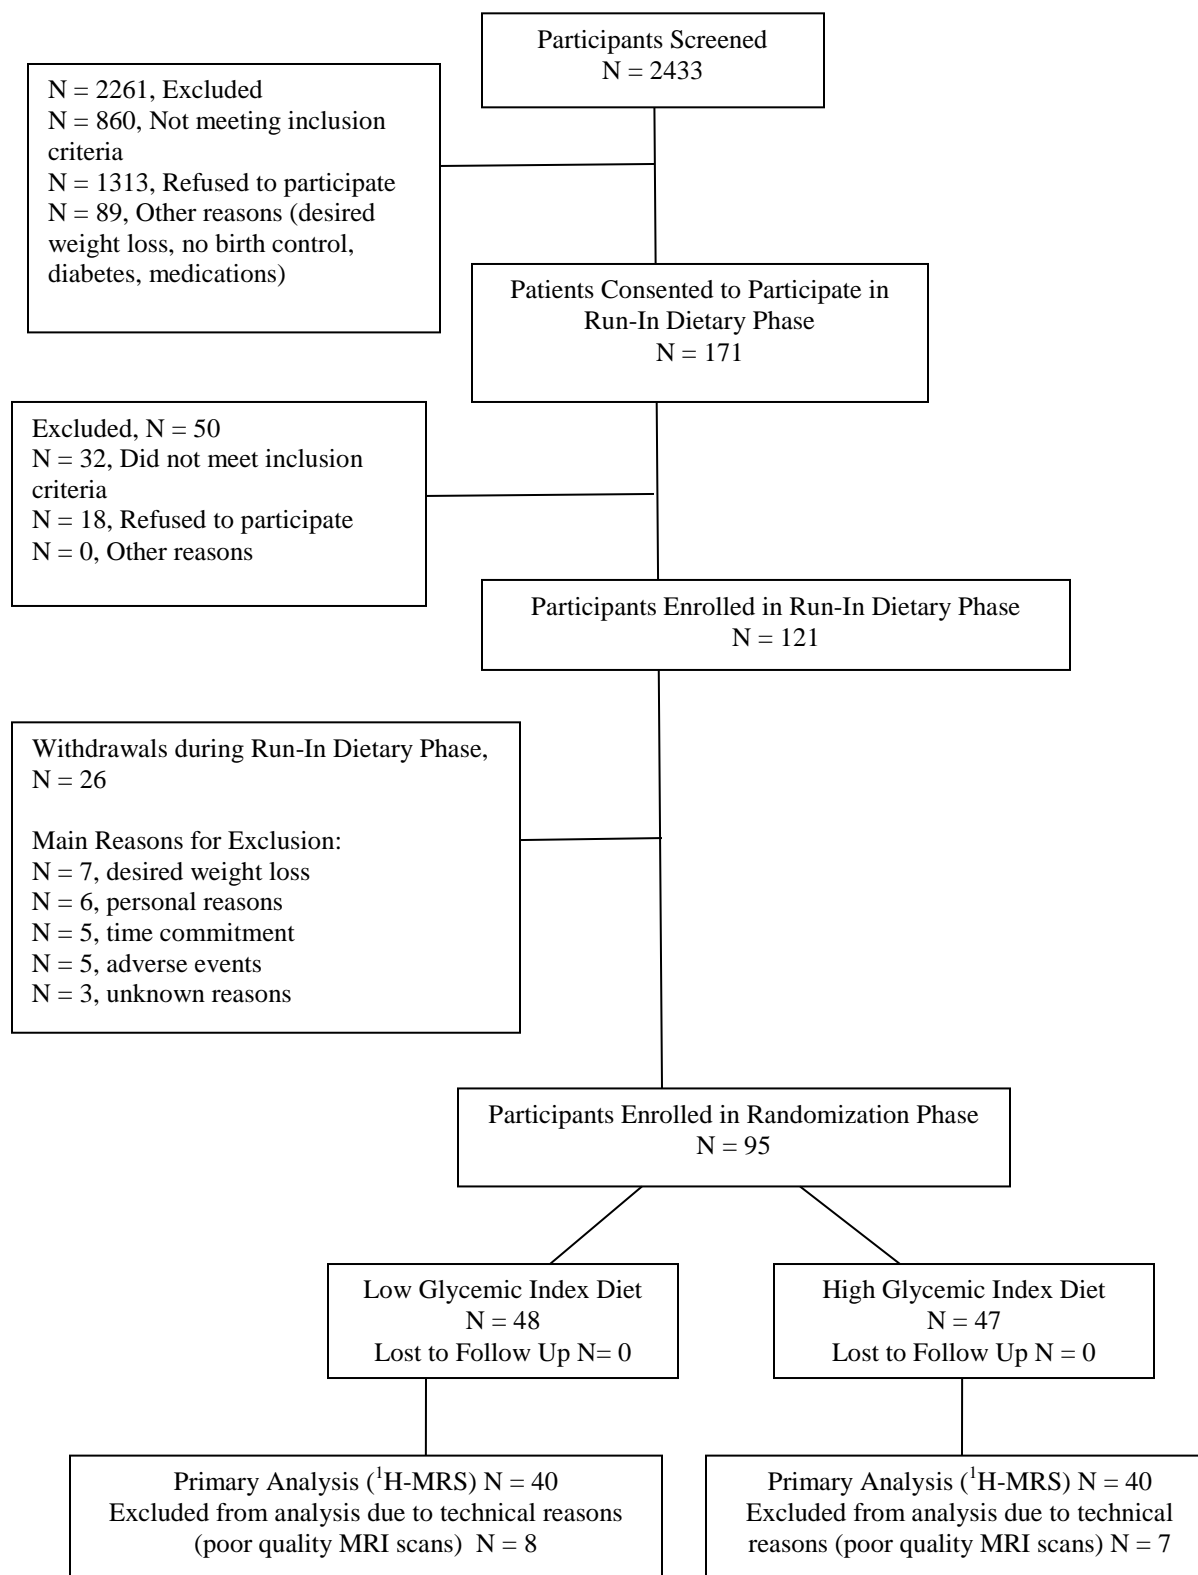 Participants Screened
N = 2433
N = 2261, Excluded
N = 860, Not meeting inclusion
criteria
N = 1313, Refused to participate
N = 89, Other reasons (desired
weight loss, no birth control,
diabetes, medications)
Patients Consented to Participate in
Run-In Dietary Phase
N = 171
Excluded, N = 50
N = 32, Did not meet inclusion
criteria
N = 18, Refused to participate
N = 0, Other reasons
Participants Enrolled in Run-In Dietary Phase
N = 121
Withdrawals during Run-In Dietary Phase,
N = 26
Main Reasons for Exclusion:
N = 7, desired weight loss
N = 6, personal reasons
N = 5, time commitment
N = 5, adverse events
N = 3, unknown reasons
Participants Enrolled in Randomization Phase
N = 95
Low Glycemic Index Diet
N = 48
Lost to Follow Up N= 0
High Glycemic Index Diet
N = 47
Lost to Follow Up N = 0
Primary Analysis (¹H-MRS) N = 40
Excluded from analysis due to technical reasons
(poor quality MRI scans)  N = 8
Primary Analysis (¹H-MRS) N = 40
Excluded from analysis due to technical
reasons (poor quality MRI scans) N = 7